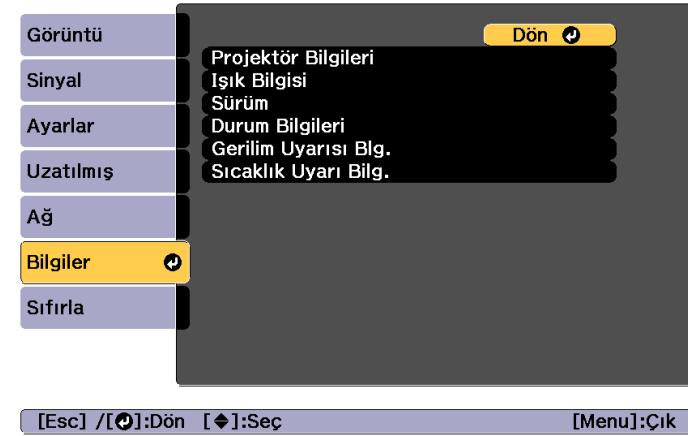 Görüntü
Sinyal
Ayarlar
Uzatılmış
Ağ
Bilgiler
Sıfırla
Dön
Projektör Bilgileri
Işık Bilgisi
Sürüm
Durum Bilgileri
Gerilim Uyarısı Blg.
Sıcaklık Uyarı Bilg.
[Esc] /[↲]:Dön [◆]:Seç [Menu]:Çık